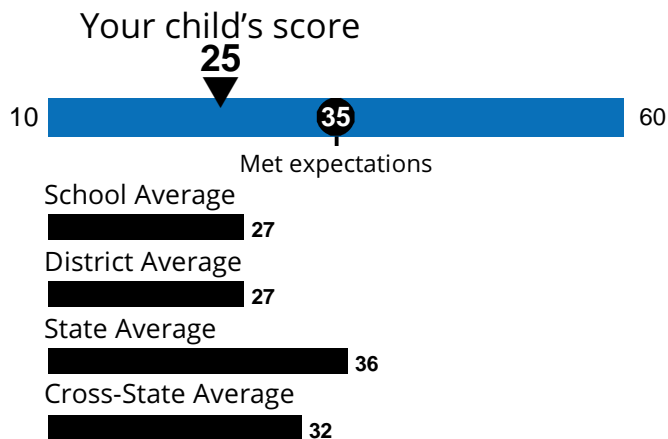 Your child’s score
25
10 35 60
Met expectations
School Average
27
District Average
27
State Average
36
Cross-State Average
32